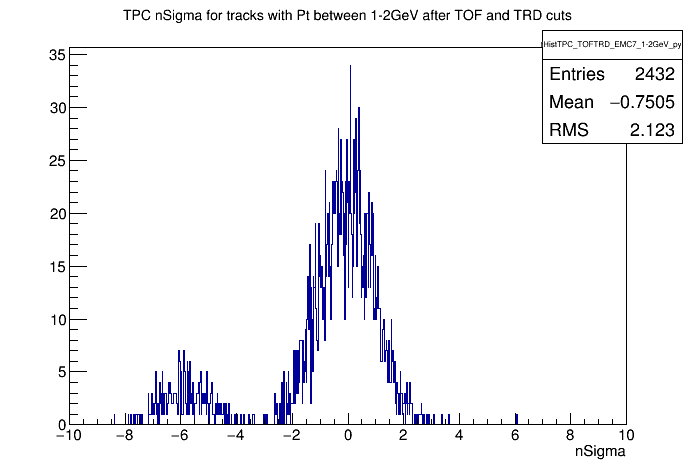 TPC nSigma for tracks with Pt between 1-2GeV after TOF and TRD cuts
HistTPC_TOFTRD_EMC7_1-2GeV_py
Entries 2432
Mean −0.7505
RMS 2.123
35
30
25
20
15
10
5
0
−10 −8 −6 −4 −2 0 2 4 6 8 10
nSigma